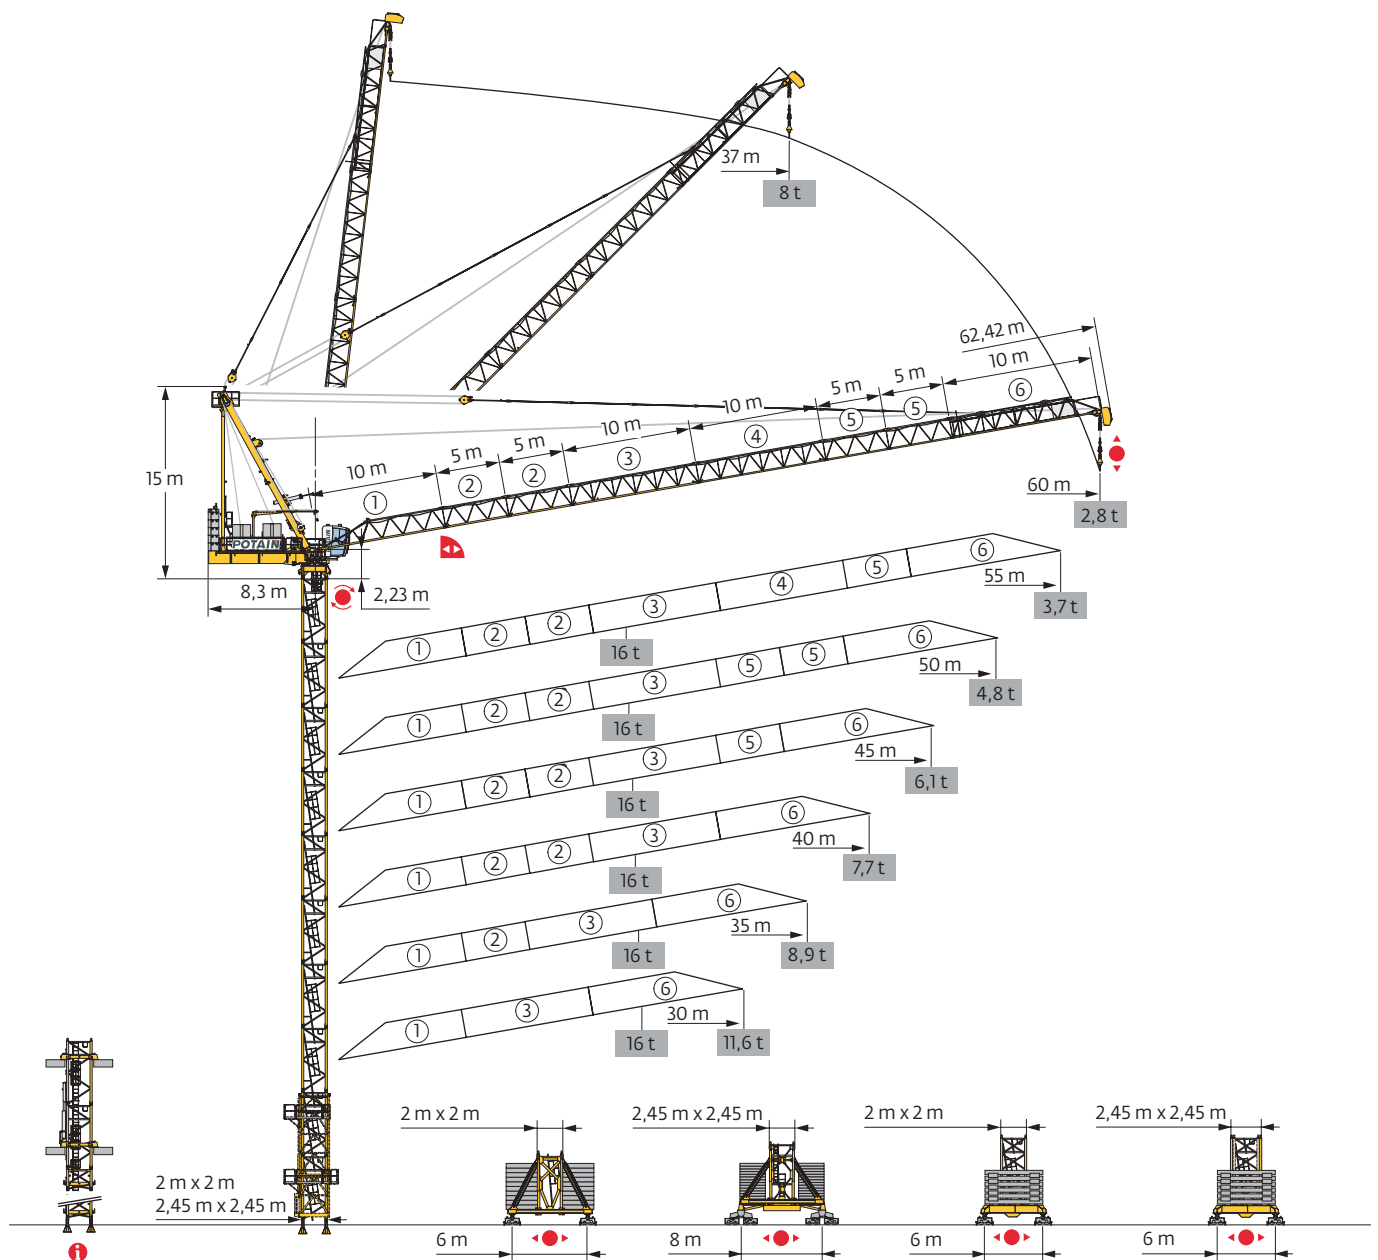 37 m
8 t
62,42 m
10 m
5 m
5 m
10 m
10 m
5 m
5 m
10 m
⑥
⑤
⑤
④
③
②
②
①
15 m
60 m
2,8 t
POTAIN
8,3 m
2,23 m
① ② ② ③ ④ ⑤ ⑥
55 m
16 t
3,7 t
① ② ② ③ ⑤ ⑤ ⑥
50 m
16 t
4,8 t
① ② ② ③ ⑤ ⑥
45 m
16 t
6,1 t
① ② ② ③ ⑥
40 m
16 t
7,7 t
① ② ③ ⑥
35 m
16 t
8,9 t
① ③ ⑥
30 m
16 t
11,6 t
2 m x 2 m
2,45 m x 2,45 m
2 m x 2 m
2,45 m x 2,45 m
2 m x 2 m
2,45 m x 2,45 m
6 m
8 m
6 m
6 m
i